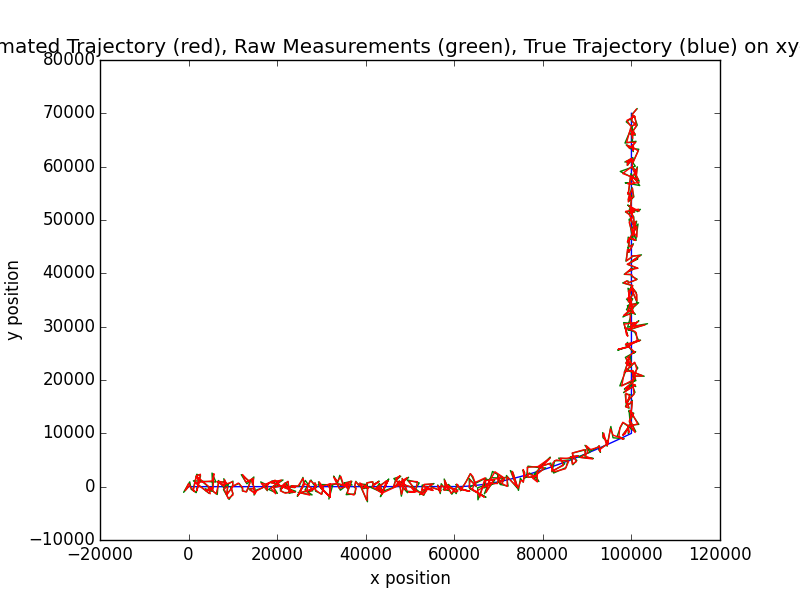 mated Trajectory (red), Raw Measurements (green), True Trajectory (blue) on xy
80000
70000
60000
50000
40000
30000
20000
10000
0
−10000
−20000 0 20000 40000 60000 80000 100000 120000
x position
y position